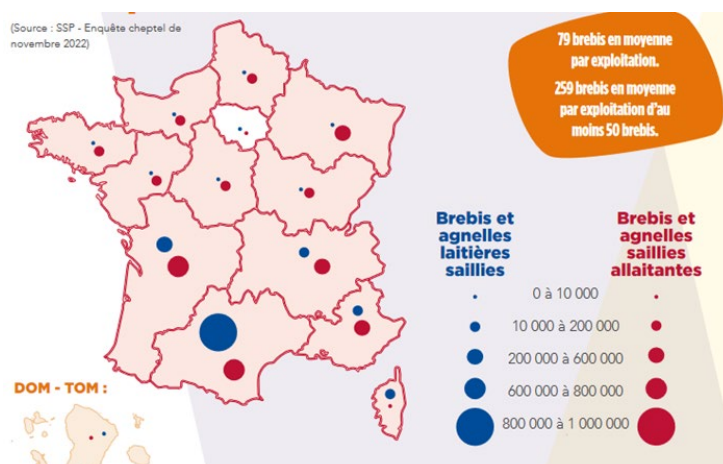 (Source : SSP - Enquête cheptel de
novembre 2022)
79 brebis en moyenne
par exploitation.
259 brebis en moyenne
par exploitation d'au
moins 50 brebis.
Brebis et
agnelles
laitières
saillies
Brebis et
agnelles
saillies
allaitantes
0 à 10 000
10 000 à 200 000
200 000 à 600 000
600 000 à 800 000
800 000 à 1 000 000
DOM - TOM :